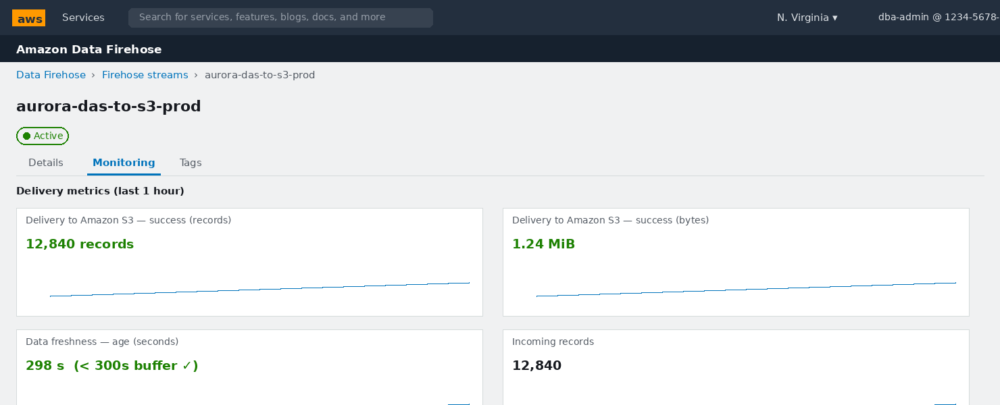 aws Services Search for services, features, blogs, docs, and more N. Virginia ▾ dba-admin @ 1234-5678-
Amazon Data Firehose
Data Firehose › Firehose streams › aurora-das-to-s3-prod
aurora-das-to-s3-prod
Active
Details Monitoring Tags
Delivery metrics (last 1 hour)
Delivery to Amazon S3 — success (records)
12,840 records
Delivery to Amazon S3 — success (bytes)
1.24 MiB
Data freshness — age (seconds)
298 s (< 300s buffer ✓)
Incoming records
12,840